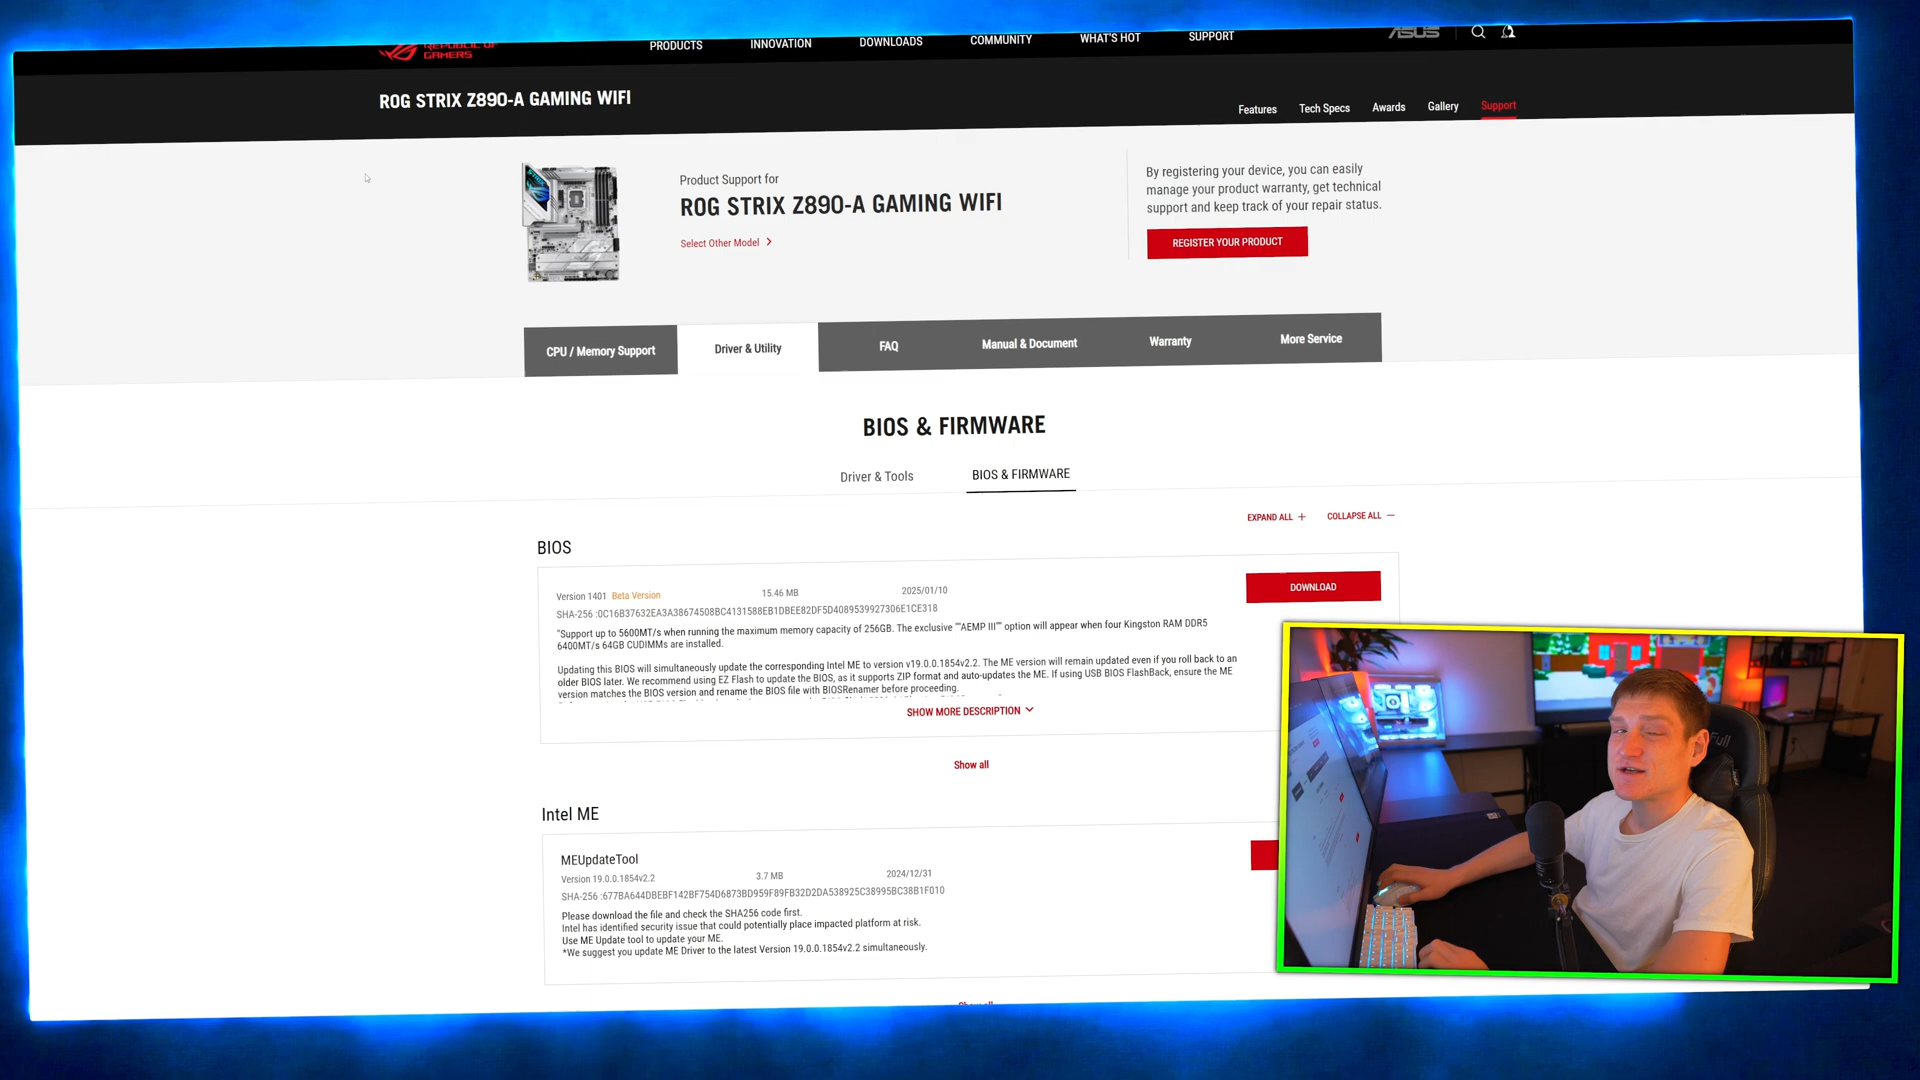 REPUBLIC OF
GAMERS
PRODUCTS INNOVATION DOWNLOADS COMMUNITY WHAT'S HOT SUPPORT
ASUS
ROG STRIX Z890-A GAMING WIFI
Features Tech Specs Awards Gallery Support
Product Support for
ROG STRIX Z890-A GAMING WIFI
Select Other Model
By registering your device, you can easily
manage your product warranty, get technical
support and keep track of your repair status.
REGISTER YOUR PRODUCT
CPU / Memory Support Driver & Utility FAQ Manual & Document Warranty More Service
BIOS & FIRMWARE
Driver & Tools BIOS & FIRMWARE
EXPAND ALL + COLLAPSE ALL —
BIOS
Version 1401 Beta Version 15.46 MB 2025/01/10
DOWNLOAD
SHA-256 :0C16B37632EA3A38674508BC4131588EB1DBEE82DF5D4089539927306E1CE318
"Support up to 5600MT/s when running the maximum memory capacity of 256GB. The exclusive ""AEMP III"" option will appear when four Kingston RAM DDR5
6400MT/s 64GB CUDIMMs are installed.
Updating this BIOS will simultaneously update the corresponding Intel ME to version v19.0.0.1854v2.2. The ME version will remain updated even if you roll back to an
older BIOS later. We recommend using EZ Flash to update the BIOS, as it supports ZIP format and auto-updates the ME. If using USB BIOS FlashBack, ensure the ME
version matches the BIOS version and rename the BIOS file with BIOSRenamer before proceeding.
SHOW MORE DESCRIPTION
Show all
Intel ME
MEUpdateTool
Version 19.0.0.1854v2.2 3.7 MB 2024/12/31
SHA-256 :677BA644DBEBF142BF754D6873BD959F89FB32D2DA538925C38995BC38B1F010
Please download the file and check the SHA256 code first.
Intel has identified security issue that could potentially place impacted platform at risk.
Use ME Update tool to update your ME.
*We suggest you update ME Driver to the latest Version 19.0.0.1854v2.2 simultaneously.
Show all